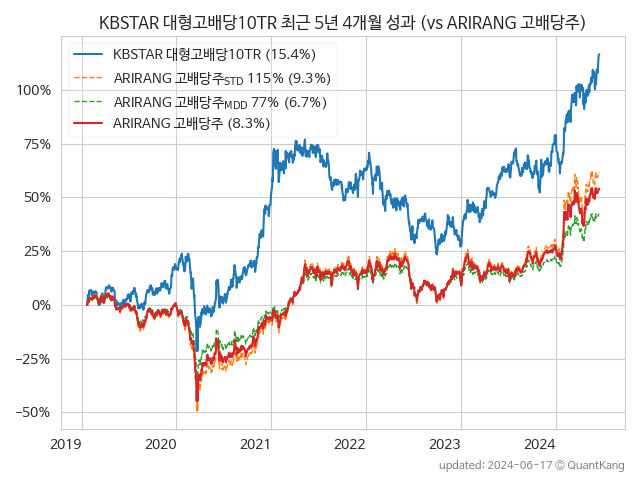 KBSTAR 대형고배당10TR 최근 5년 4개월 성과 (vs ARIRANG 고배당주)
KBSTAR 대형고배당10TR (15.4%)
ARIRANG 고배당주STD 115% (9.3%)
ARIRANG 고배당주MDD 77% (6.7%)
ARIRANG 고배당주 (8.3%)
100%
75%
50%
25%
0%
−25%
−50%
2019 2020 2021 2022 2023 2024
updated: 2024-06-17 © QuantKang